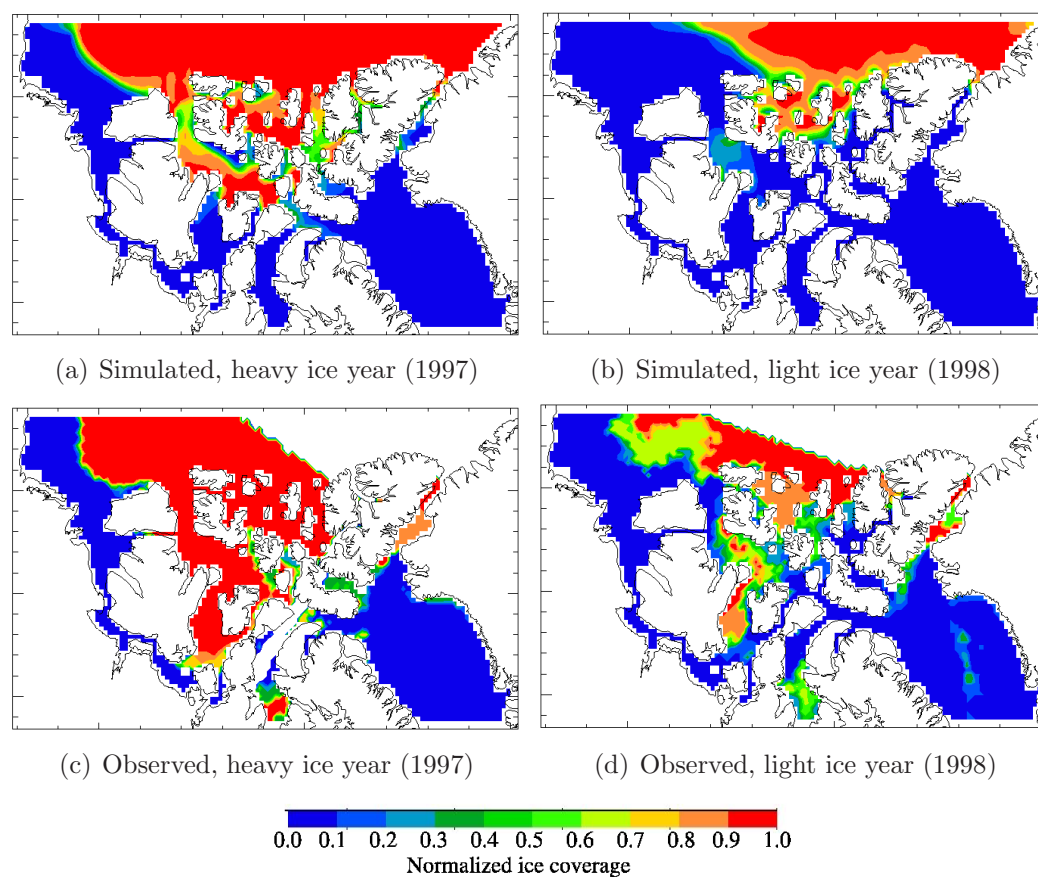 (a) Simulated, heavy ice year (1997)
(b) Simulated, light ice year (1998)
(c) Observed, heavy ice year (1997)
(d) Observed, light ice year (1998)
0.0 0.1 0.2 0.3 0.4 0.5 0.6 0.7 0.8 0.9 1.0
Normalized ice coverage